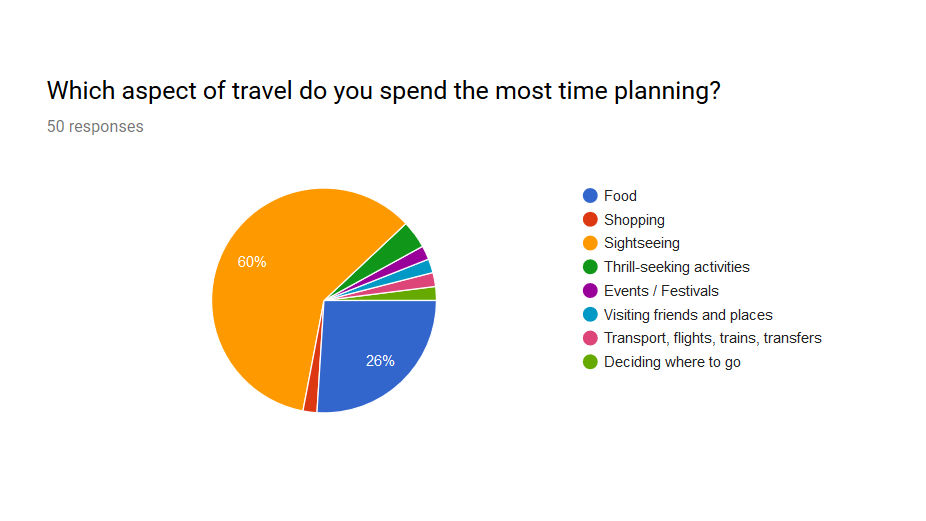 Which aspect of travel do you spend the most time planning?
50 responses
60%
26%
Food
Shopping
Sightseeing
Thrill-seeking activities
Events / Festivals
Visiting friends and places
Transport, flights, trains, transfers
Deciding where to go